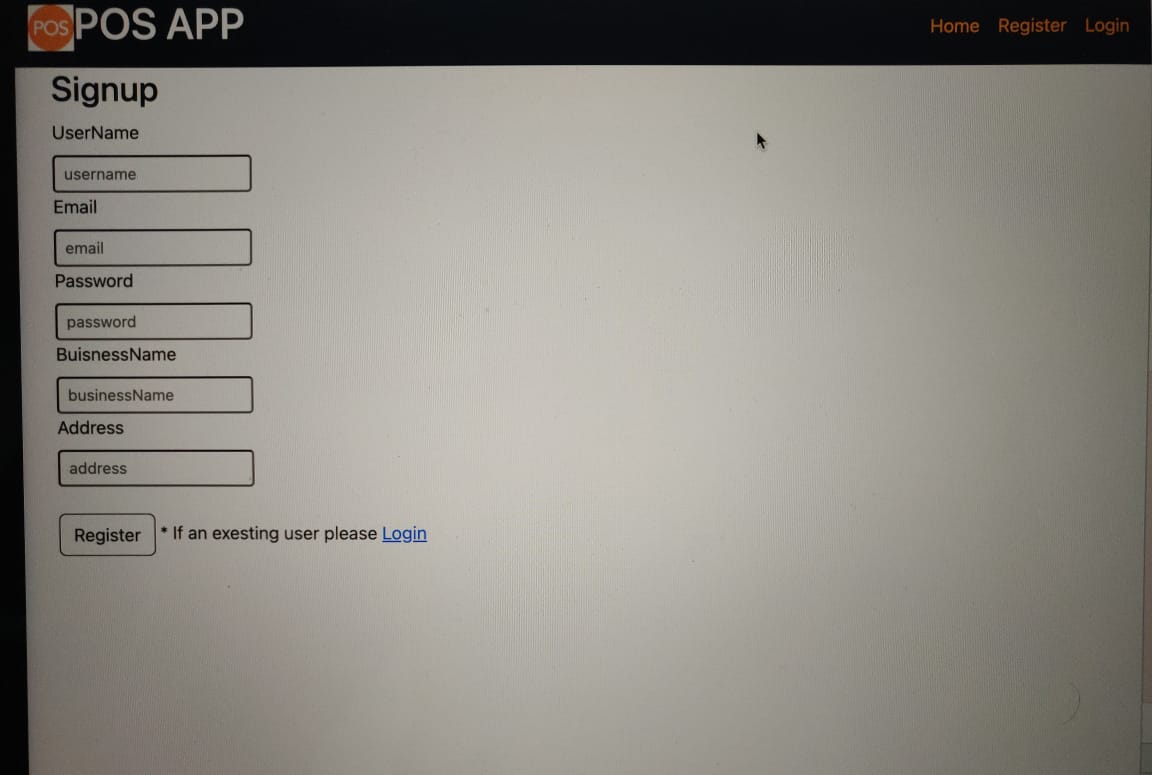 POS POS APP Home Register Login
Signup
UserName
username
Email
email
Password
password
BuisnessName
businessName
Address
address
Register * If an exesting user please Login